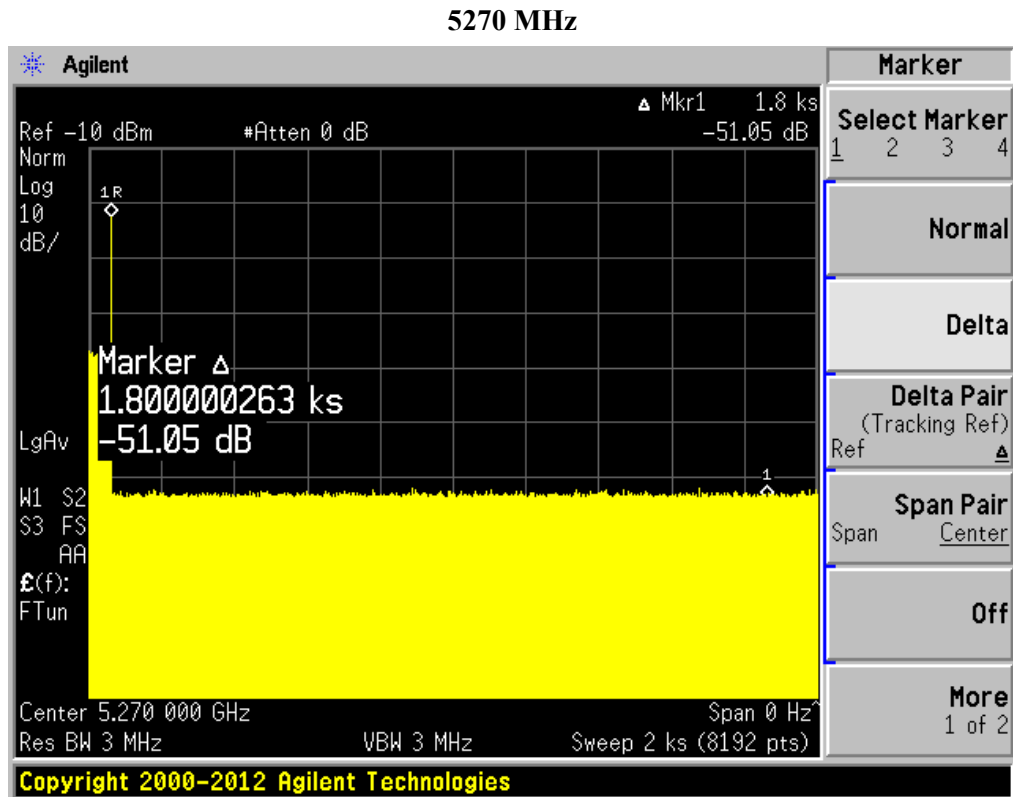 5270 MHz
Agilent
Marker
Δ Mkr1 1.8 ks
Ref -10 dBm #Atten 0 dB -51.05 dB
Norm
Log
10
dB/
1R
Marker Δ
1.800000263 ks
-51.05 dB
LgAv
1
W1 S2
S3 FS
AA
£(f):
FTun
Center 5.270 000 GHz Span 0 Hz^
Res BW 3 MHz VBW 3 MHz Sweep 2 ks (8192 pts)
Select Marker
1 2 3 4
Normal
Delta
Delta Pair
(Tracking Ref)
Ref Δ
Span Pair
Span Center
Off
More
1 of 2
Copyright 2000-2012 Agilent Technologies